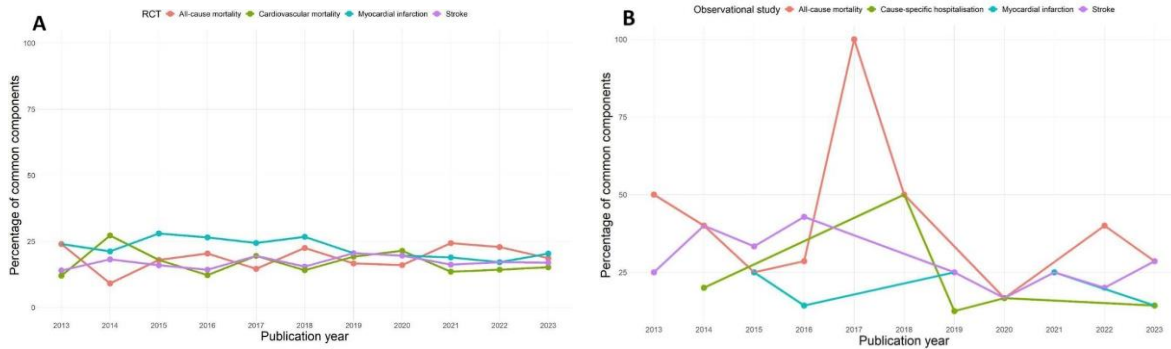 A
RCT All-cause mortality Cardiovascular mortality Myocardial infarction Stroke
Percentage of common components
100
75
50
25
0
2013 2014 2015 2016 2017 2018 2019 2020 2021 2022 2023
Publication year
B
Observational study All-cause mortality Cause-specific hospitalisation Myocardial infarction Stroke
Percentage of common components
100
75
50
25
2013 2014 2015 2016 2017 2018 2019 2020 2021 2022 2023
Publication year